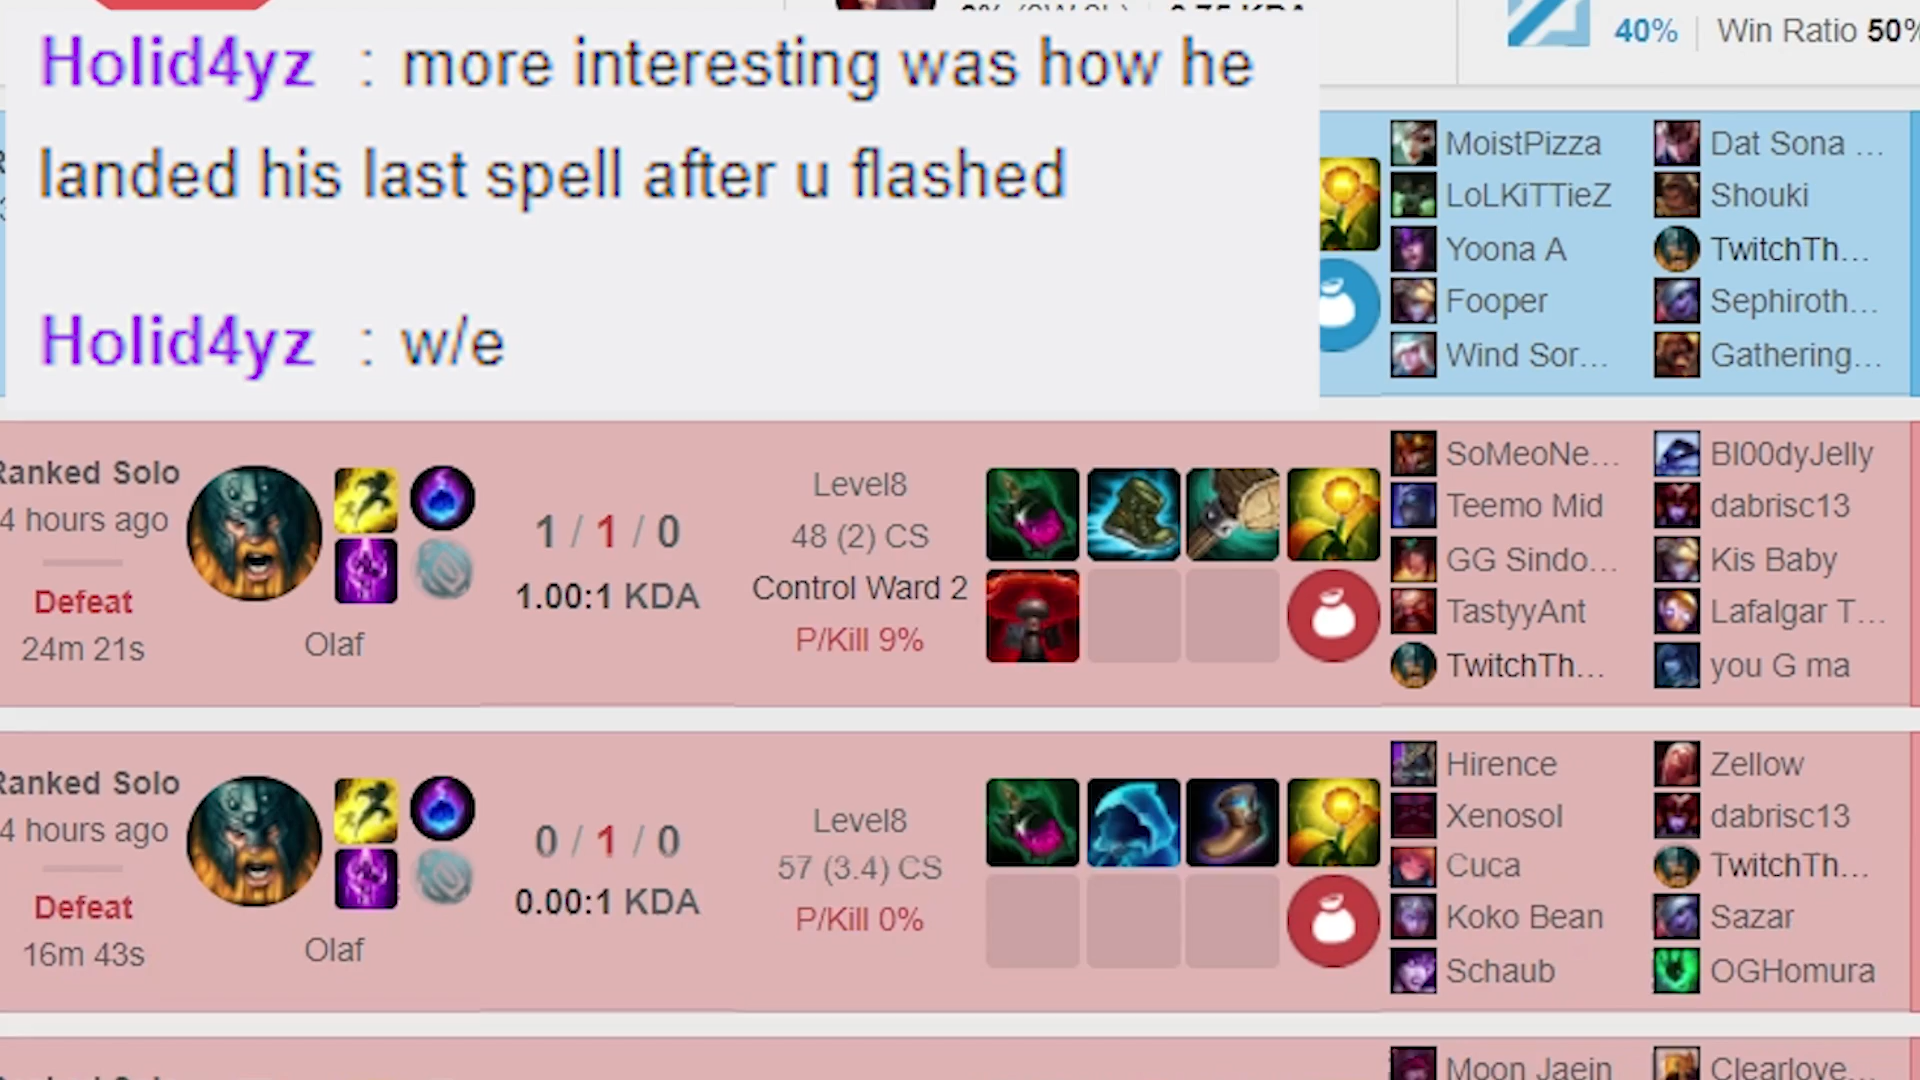 40% Win Ratio 50%
Holid4yz : more interesting was how he
landed his last spell after u flashed
Holid4yz : w/e
MoistPizza Dat Sona ...
LoLKiTTieZ Shouki
Yoona A TwitchTh...
Fooper Sephiroth...
Wind Sor... Gathering...
Ranked Solo
4 hours ago
Defeat
24m 21s
Olaf
1 / 1 / 0
1.00:1 KDA
Level8
48 (2) CS
Control Ward 2
P/Kill 9%
SoMeoNe... Bl00dyJelly
Teemo Mid dabrisc13
GG Sindo... Kis Baby
TastyyAnt Lafalgar T...
TwitchTh... you G ma
Ranked Solo
4 hours ago
Defeat
16m 43s
Olaf
0 / 1 / 0
0.00:1 KDA
Level8
57 (3.4) CS
P/Kill 0%
Hirence Zellow
Xenosol dabrisc13
Cuca TwitchTh...
Koko Bean Sazar
Schaub OGHomura
Moon Jaein Clearlove...